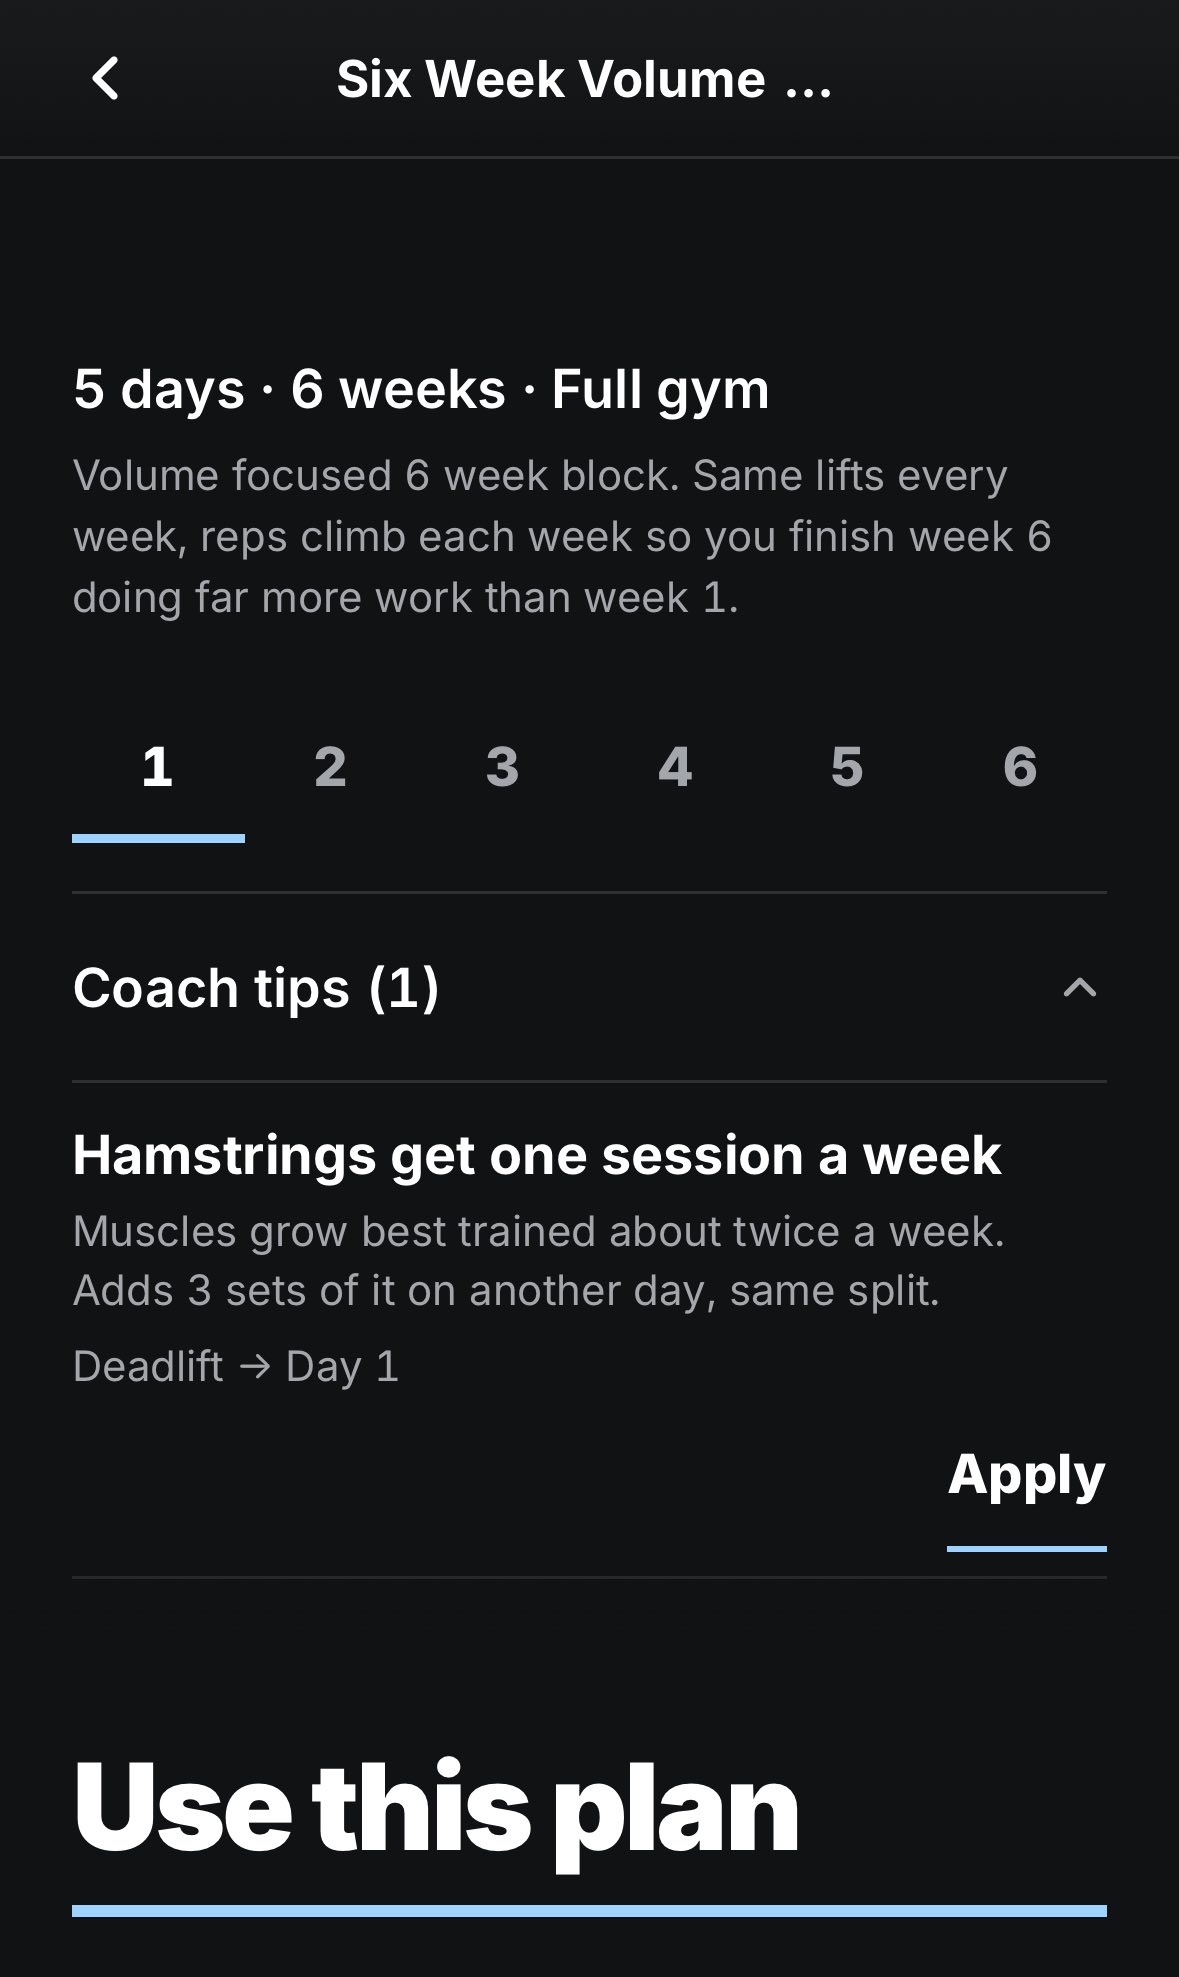 Six Week Volume ...
5 days · 6 weeks · Full gym
Volume focused 6 week block. Same lifts every
week, reps climb each week so you finish week 6
doing far more work than week 1.
1 2 3 4 5 6
Coach tips (1)
Hamstrings get one session a week
Muscles grow best trained about twice a week.
Adds 3 sets of it on another day, same split.
Deadlift → Day 1
Apply
Use this plan